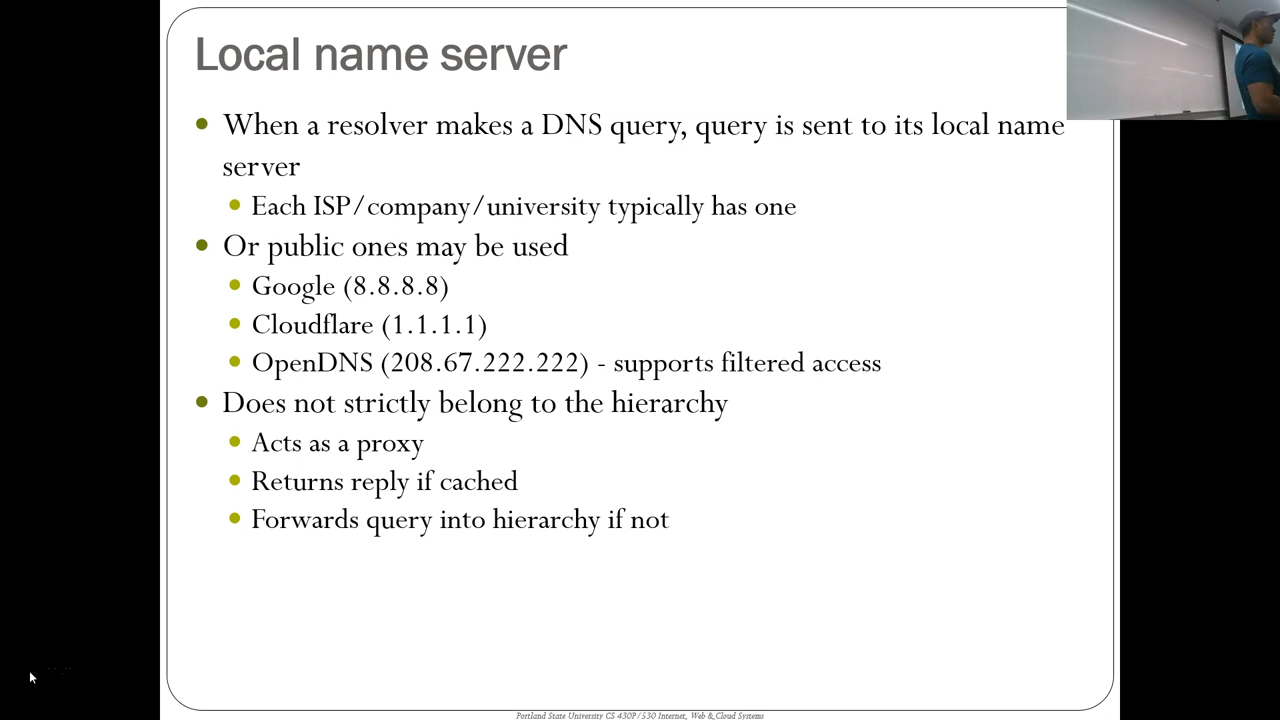 Local name server
When a resolver makes a DNS query, query is sent to its local name
server
Each ISP/company/university typically has one
Or public ones may be used
Google (8.8.8.8)
Cloudflare (1.1.1.1)
OpenDNS (208.67.222.222) - supports filtered access
Does not strictly belong to the hierarchy
Acts as a proxy
Returns reply if cached
Forwards query into hierarchy if not
Portland State University CS 430P/530 Internet, Web & Cloud Systems